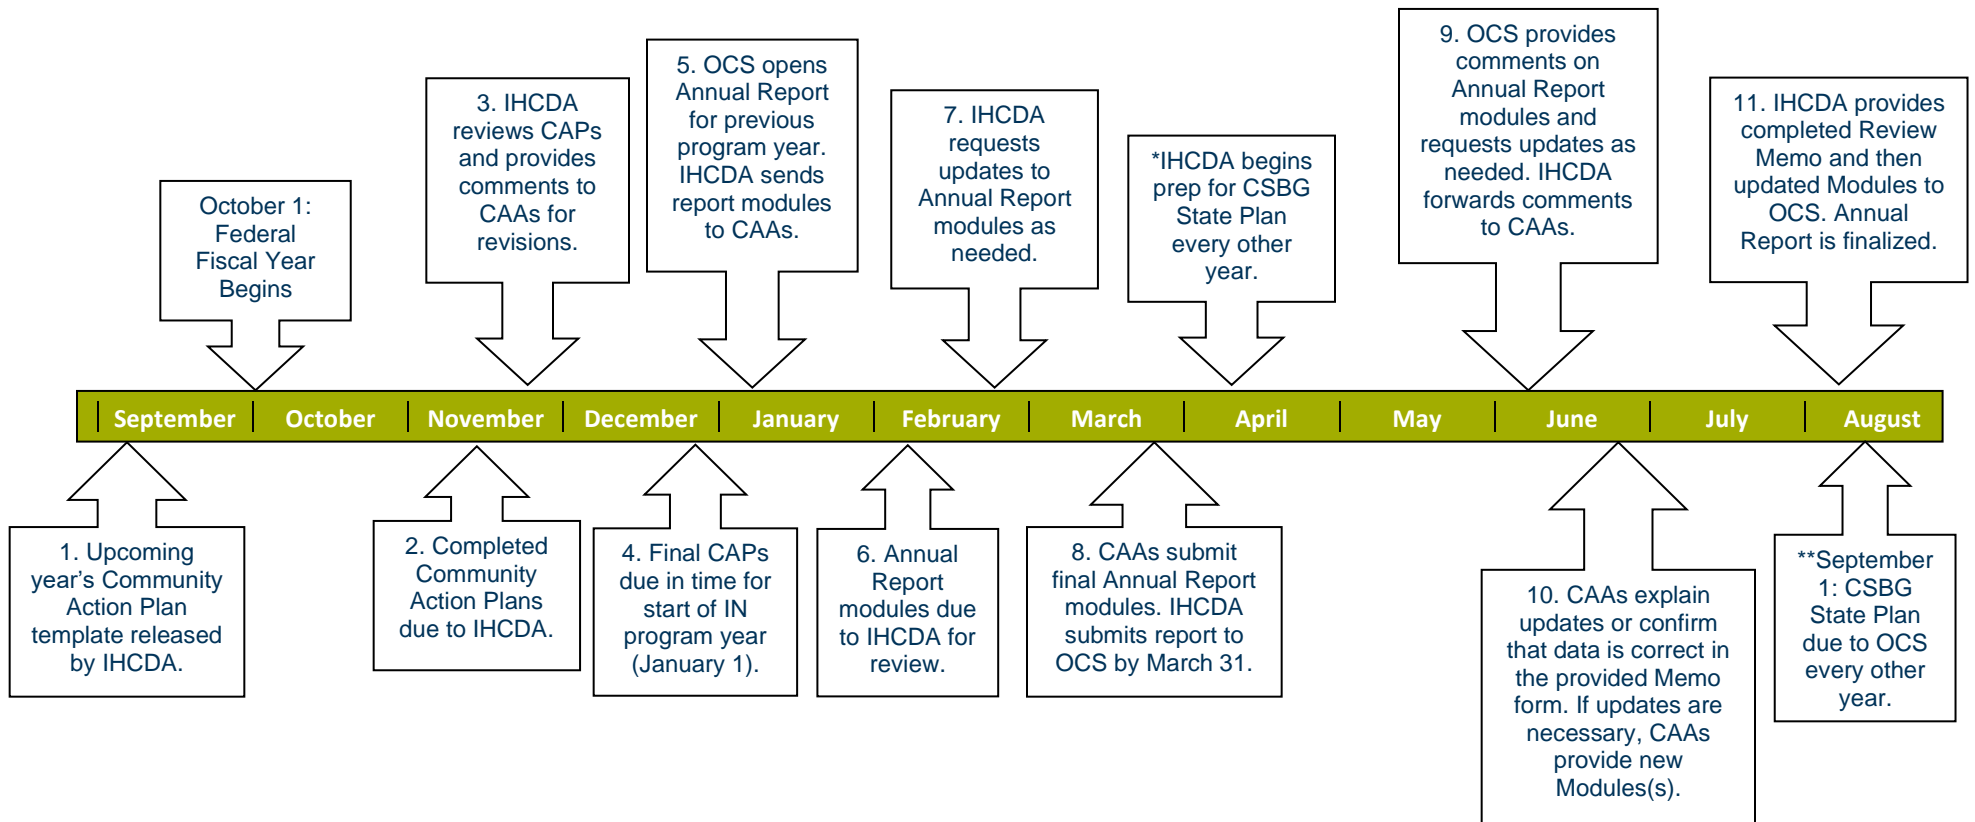 October 1:
Federal
Fiscal Year
Begins
3. IHCDA
reviews CAPs
and provides
comments to
CAAs for
revisions.
5. OCS opens
Annual Report
for previous
program year.
IHCDA sends
report modules
to CAAs.
7. IHCDA
requests
updates to
Annual Report
modules as
needed.
*IHCDA begins
prep for CSBG
State Plan
every other
year.
9. OCS provides
comments on
Annual Report
modules and
requests updates as
needed. IHCDA
forwards comments
to CAAs.
11. IHCDA provides
completed Review
Memo and then
updated Modules to
OCS. Annual
Report is finalized.
September October November December January February March April May June July August
1. Upcoming
year’s Community
Action Plan
template released
by IHCDA.
2. Completed
Community
Action Plans
due to IHCDA.
4. Final CAPs
due in time for
start of IN
program year
(January 1).
6. Annual
Report
modules due
to IHCDA for
review.
8. CAAs submit
final Annual Report
modules. IHCDA
submits report to
OCS by March 31.
10. CAAs explain
updates or confirm
that data is correct in
the provided Memo
form. If updates are
necessary, CAAs
provide new
Modules(s).
**September
1: CSBG
State Plan
due to OCS
every other
year.